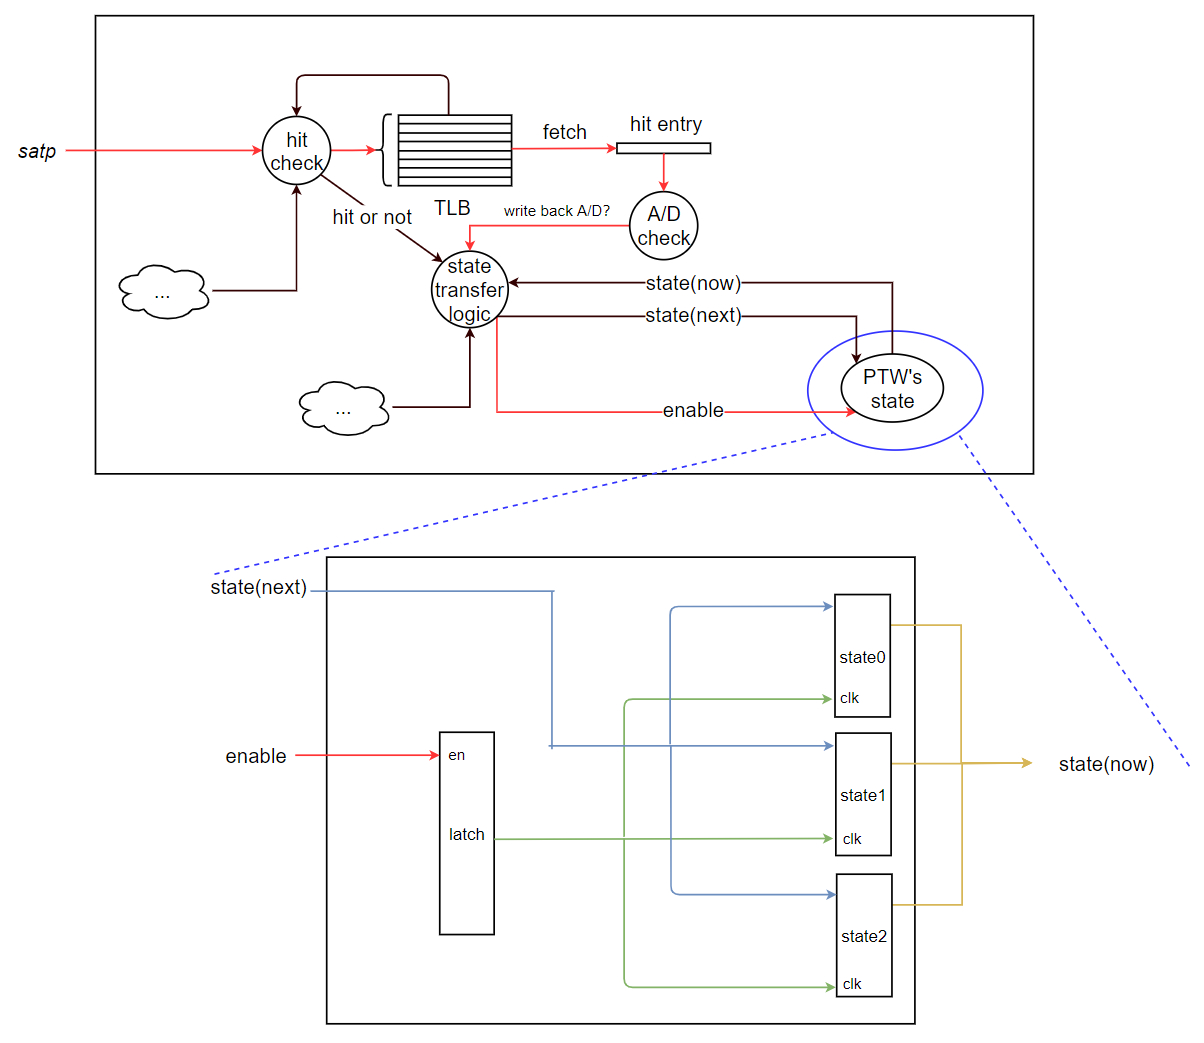 hit entry
fetch
hit
check
satp
TLB
write back A/D?
hit or not
A/D
check
state
transfer
logic
state(now)
...
state(next)
PTW's
state
...
enable
state(next)
state0
clk
enable
en
latch
state1
clk
state(now)
state2
clk